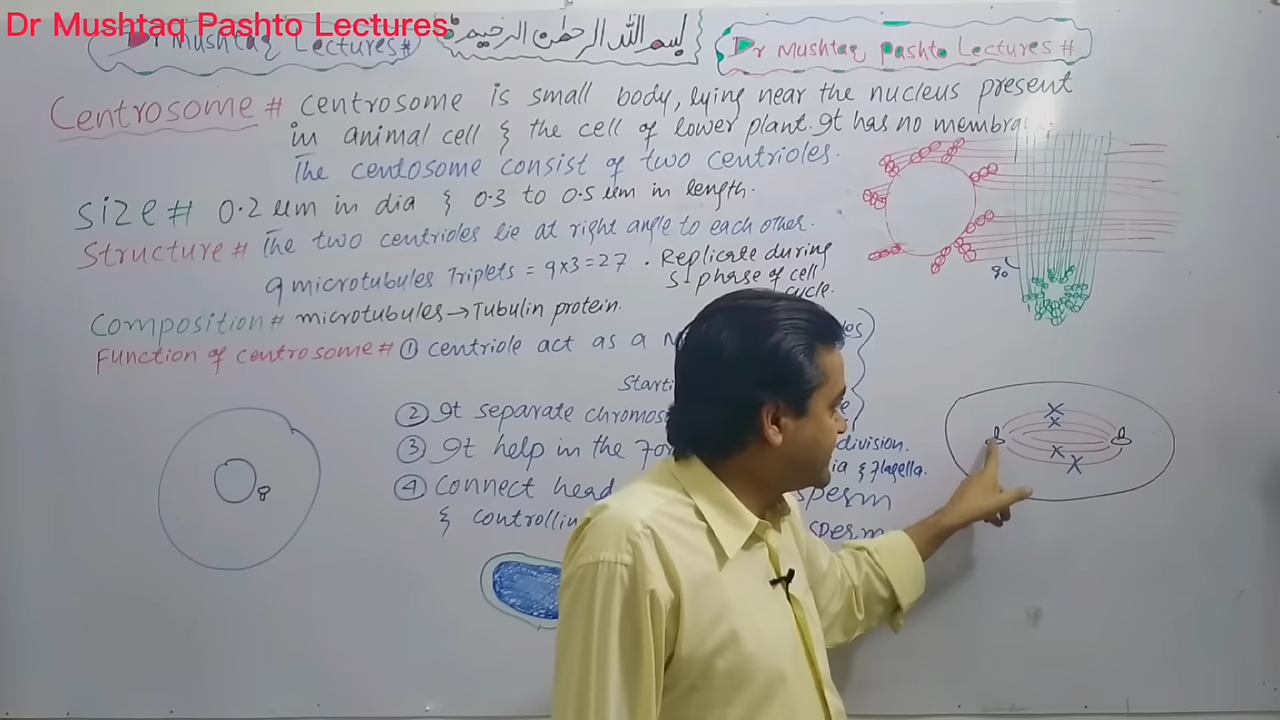 Dr Mushtaq Pashto Lectures
Dr Mushtaq Lectures #
بسم اللہ الرحمٰن الرحیم
Dr Mushtaq Pashto Lectures #
Centrosome # centrosome is small body, lying near the nucleus present
in animal cell & the cell of lower plant. It has no
The centosome consist of two centrioles.
Size # 0.2 um in dia & 0.3 to 0.5 um in length.
Structure # The two centrioles lie at right angle to each other.
9 microtubules Triplets = 9x3=27 . Replicate during
S phase of cell
cycle.
90
Composition # microtubules → Tubulin protein.
Function of centrosome # ① centriole act as a
② It separate
③ It help in the division.
& Flagella.
④ Connect head sperm
& sperm